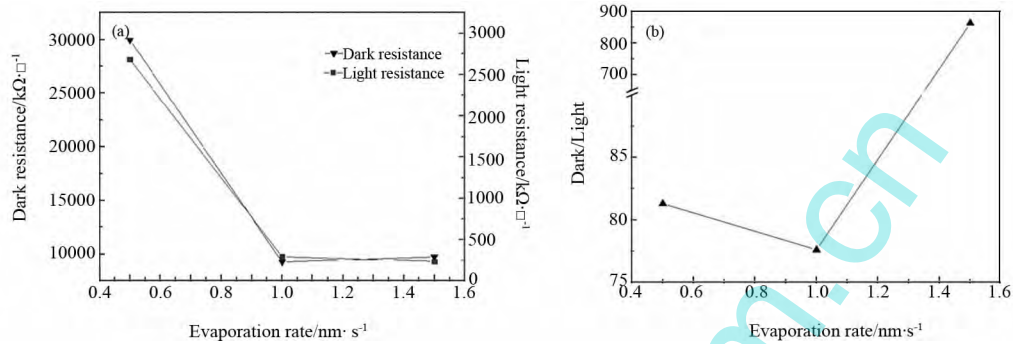 (a)
Dark resistance
Light resistance
Dark resistance/kΩ·□⁻¹
30000
25000
20000
15000
10000
Light resistance/kΩ·□⁻¹
3000
2500
2000
1500
1000
500
0
0.4 0.6 0.8 1.0 1.2 1.4 1.6
Evaporation rate/nm· s⁻¹
(b)
Dark/Light
900
800
700
85
80
75
0.4 0.6 0.8 1.0 1.2 1.4 1.6
Evaporation rate/nm·s⁻¹
m.cn